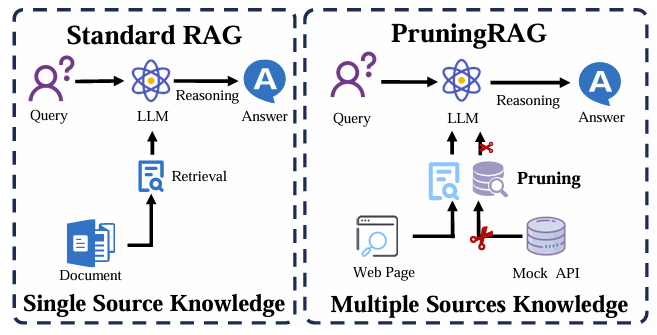 Standard RAG
Query
LLM
Reasoning
A
Answer
Retrieval
Document
Single Source Knowledge
PruningRAG
Query
LLM
Reasoning
A
Answer
Pruning
Web Page
Mock API
Multiple Sources Knowledge